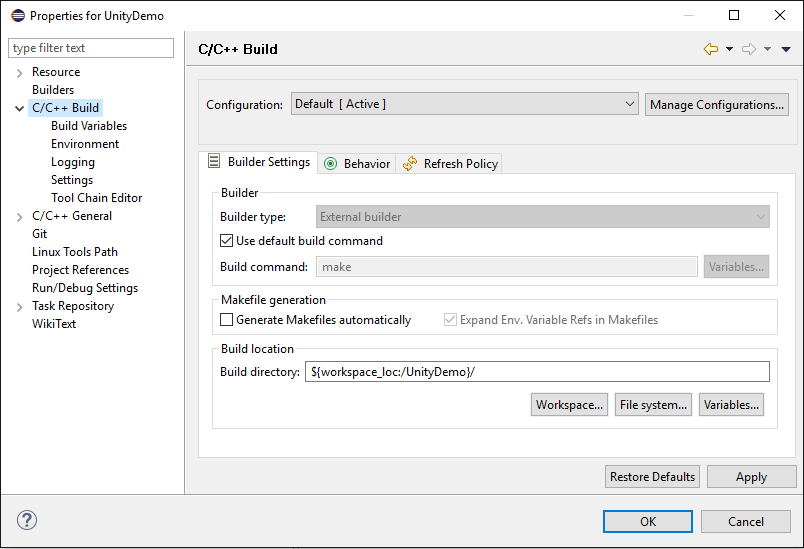 Properties for UnityDemo
type filter text
C/C++ Build
Resource
Builders
C/C++ Build
Build Variables
Environment
Logging
Settings
Tool Chain Editor
C/C++ General
Git
Linux Tools Path
Project References
Run/Debug Settings
Task Repository
WikiText
Configuration: Default [ Active ] Manage Configurations...
Builder Settings Behavior Refresh Policy
Builder
Builder type: External builder
Use default build command
Build command: make Variables...
Makefile generation
Generate Makefiles automatically Expand Env. Variable Refs in Makefiles
Build location
Build directory: ${workspace_loc:/UnityDemo}/
Workspace... File system... Variables...
Restore Defaults Apply
? OK Cancel